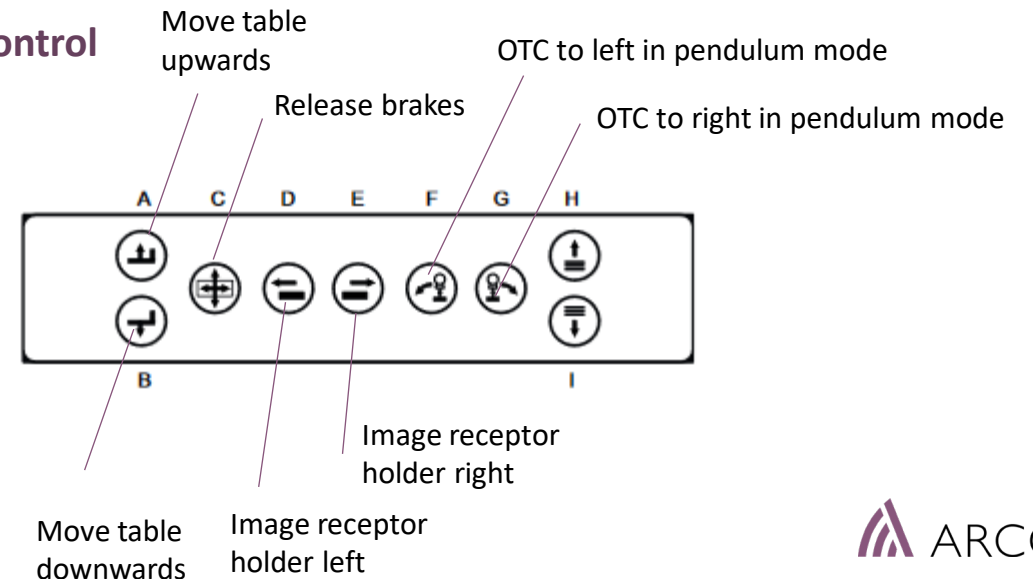 ontrol
Move table
upwards
OTC to left in pendulum mode
Release brakes
OTC to right in pendulum mode
A C D E F G H
B I
Image receptor
holder right
Move table
downwards
Image receptor
holder left
ARCO